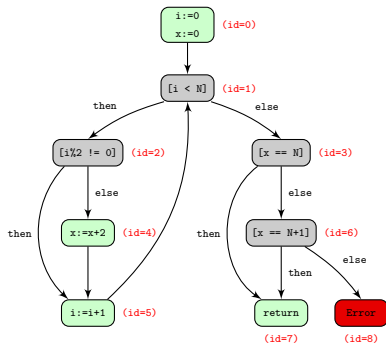 i:=0
x:=0
(id=0)
[i < N]
(id=1)
then
else
[i%2 != 0]
(id=2)
[x == N]
(id=3)
else
else
then
x:=x+2
(id=4)
then
[x == N+1]
(id=6)
else
then
i:=i+1
(id=5)
return
Error
(id=7)
(id=8)